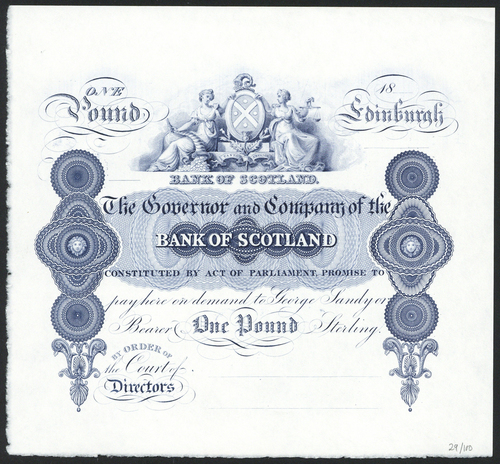 ONE 18
Pound Edinburgh
BANK OF SCOTLAND.
The Governor and Company of the
BANK OF SCOTLAND
CONSTITUTED BY ACT OF PARLIAMENT, PROMISE TO
pay here on demand to George Sandy or
Bearer One Pound Sterling.
BY ORDER OF
the Court of
Directors
29/100